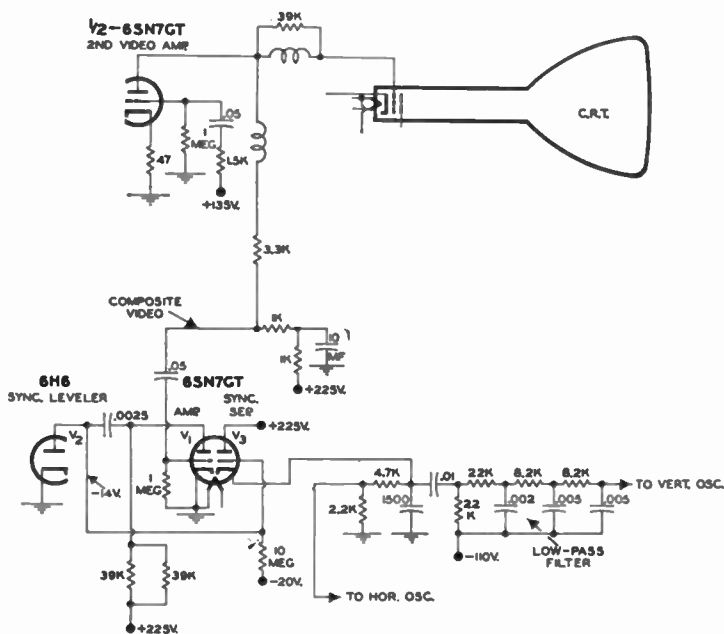 39K
½-6SN7GT
2ND VIDEO AMP.
C.R.T.
.05
1
MEG
47
1.5K
+135V.
3.3K
COMPOSITE
VIDEO
1K
10
MF
1K
+225V.
.05
6H6
SYNC. LEVELER
6SN7GT
.0025
AMP.
SYNC.
SEP.
V2
V1
V3
+225V.
-14V.
1
MEG
4.7K
.01
22K
8.2K
8.2K
2.2K
1500
2.2
K
.002
.005
.005
TO VERT. OSC.
10
MEG
-20V.
-110V.
LOW-PASS
FILTER
39K
39K
TO HOR. OSC.
+225V.